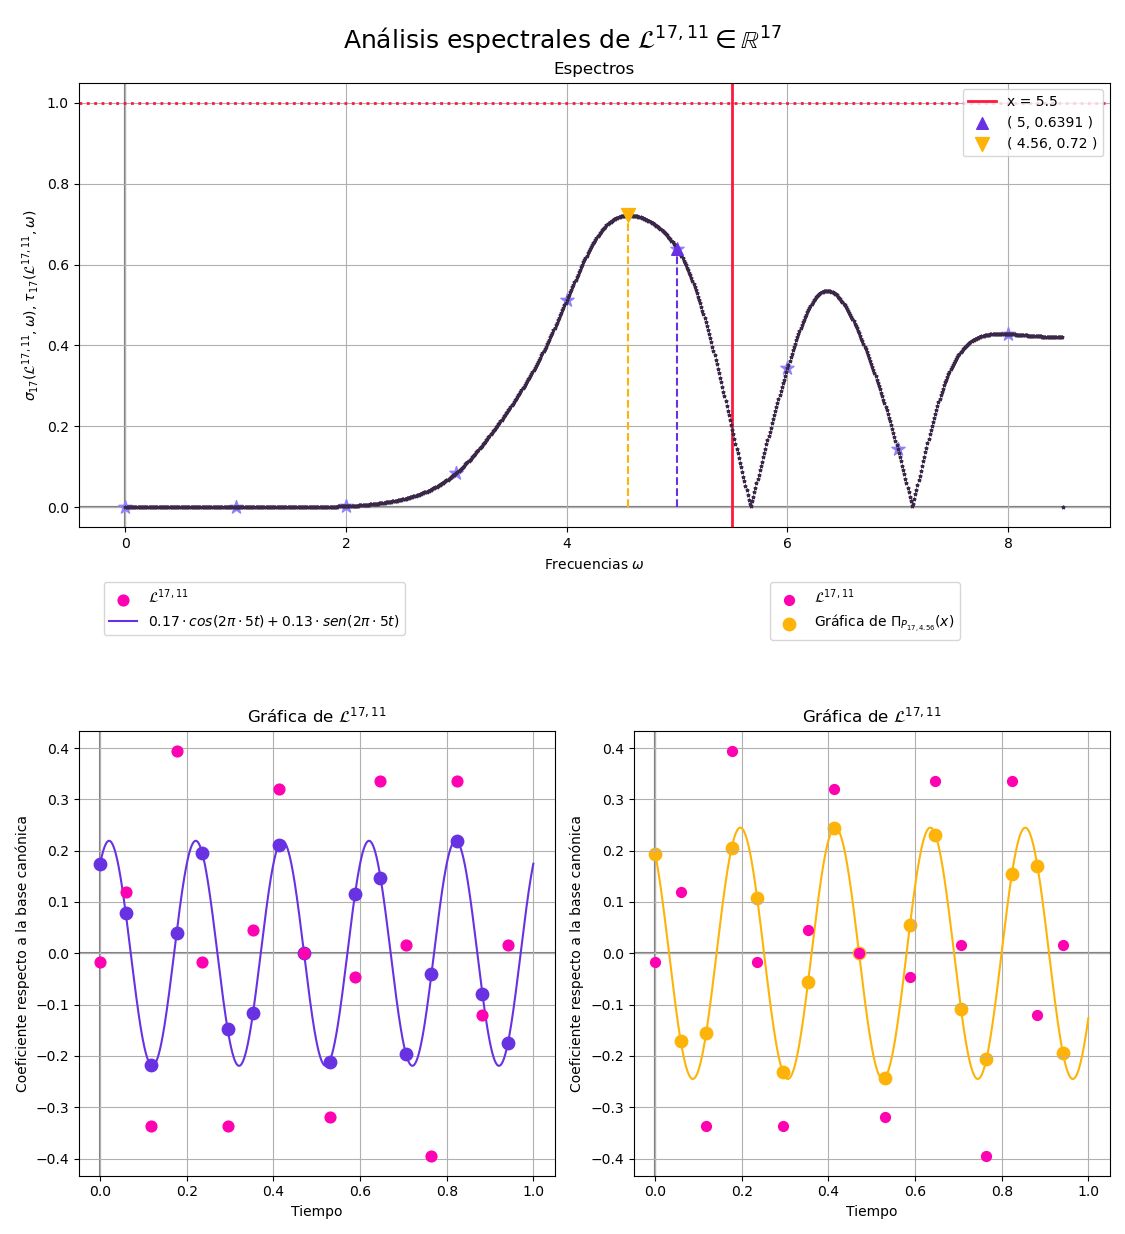 Análisis espectrales de 𝓛^{17,11} ∈ ℝ^{17}
Espectros
σ_{17}(𝓛^{17,11}, ω), τ_{17}(𝓛^{17,11}, ω)
1.0
0.8
0.6
0.4
0.2
0.0
x = 5.5
( 5, 0.6391 )
( 4.56, 0.72 )
0 2 4 6 8
Frecuencias ω
𝓛^{17,11}
0.17 · cos(2π · 5t) + 0.13 · sen(2π · 5t)
𝓛^{17,11}
Gráfica de Π_{P_{17,4.56}}(x)
Gráfica de 𝓛^{17,11}
Coeficiente respecto a la base canónica
0.4
0.3
0.2
0.1
0.0
−0.1
−0.2
−0.3
−0.4
0.0 0.2 0.4 0.6 0.8 1.0
Tiempo
Gráfica de 𝓛^{17,11}
Coeficiente respecto a la base canónica
0.4
0.3
0.2
0.1
0.0
−0.1
−0.2
−0.3
−0.4
0.0 0.2 0.4 0.6 0.8 1.0
Tiempo